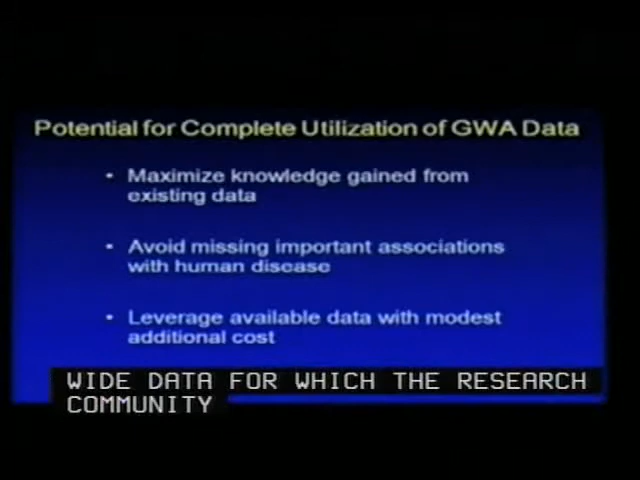 Potential for Complete Utilization of GWA Data
• Maximize knowledge gained from
existing data
• Avoid missing important associations
with human disease
• Leverage available data with modest
additional cost
WIDE DATA FOR WHICH THE RESEARCH
COMMUNITY